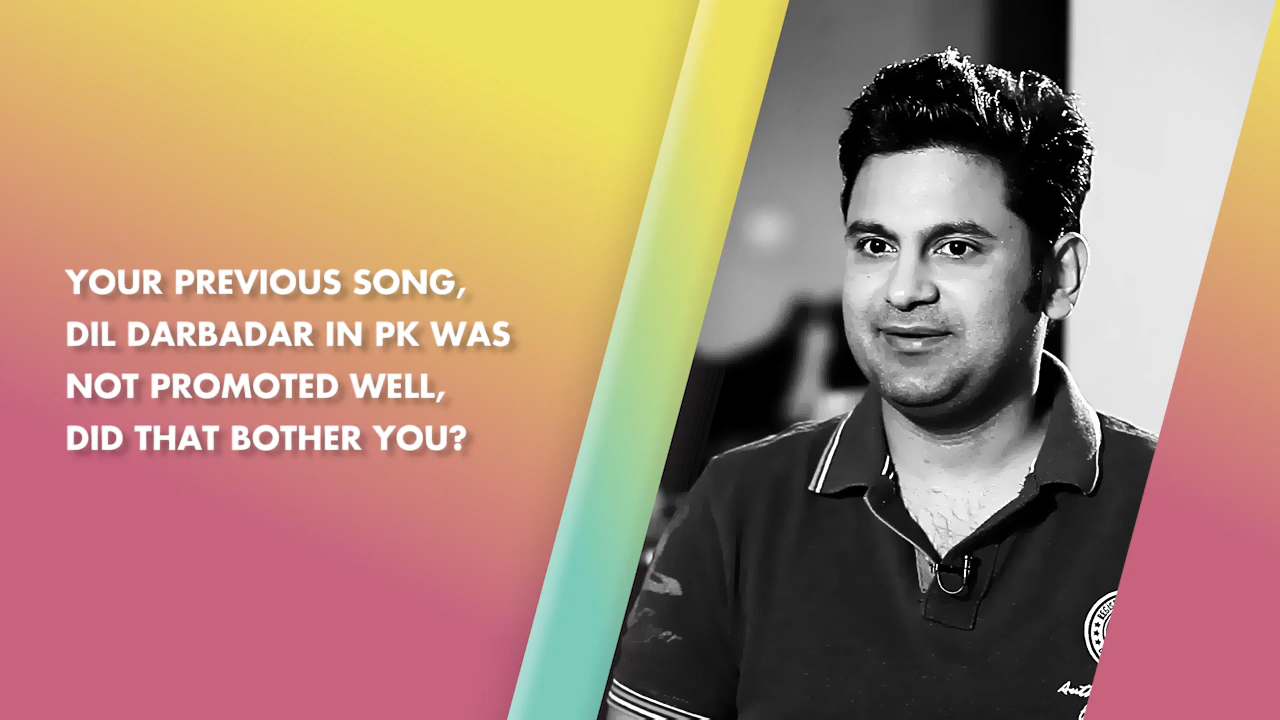 YOUR PREVIOUS SONG,
DIL DARBADAR IN PK WAS
NOT PROMOTED WELL,
DID THAT BOTHER YOU?